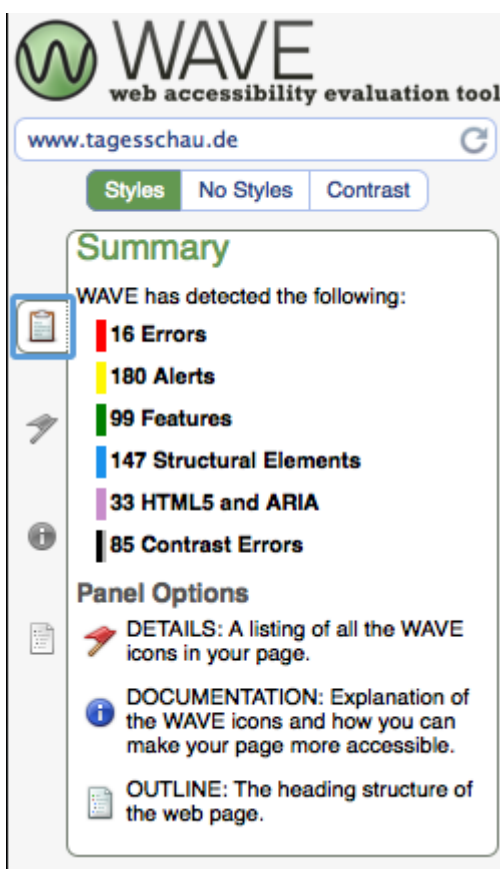 WAVE
web accessibility evaluation tool
www.tagesschau.de
Styles No Styles Contrast
Summary
WAVE has detected the following:
16 Errors
180 Alerts
99 Features
147 Structural Elements
33 HTML5 and ARIA
85 Contrast Errors
Panel Options
DETAILS: A listing of all the WAVE
icons in your page.
DOCUMENTATION: Explanation of
the WAVE icons and how you can
make your page more accessible.
OUTLINE: The heading structure of
the web page.